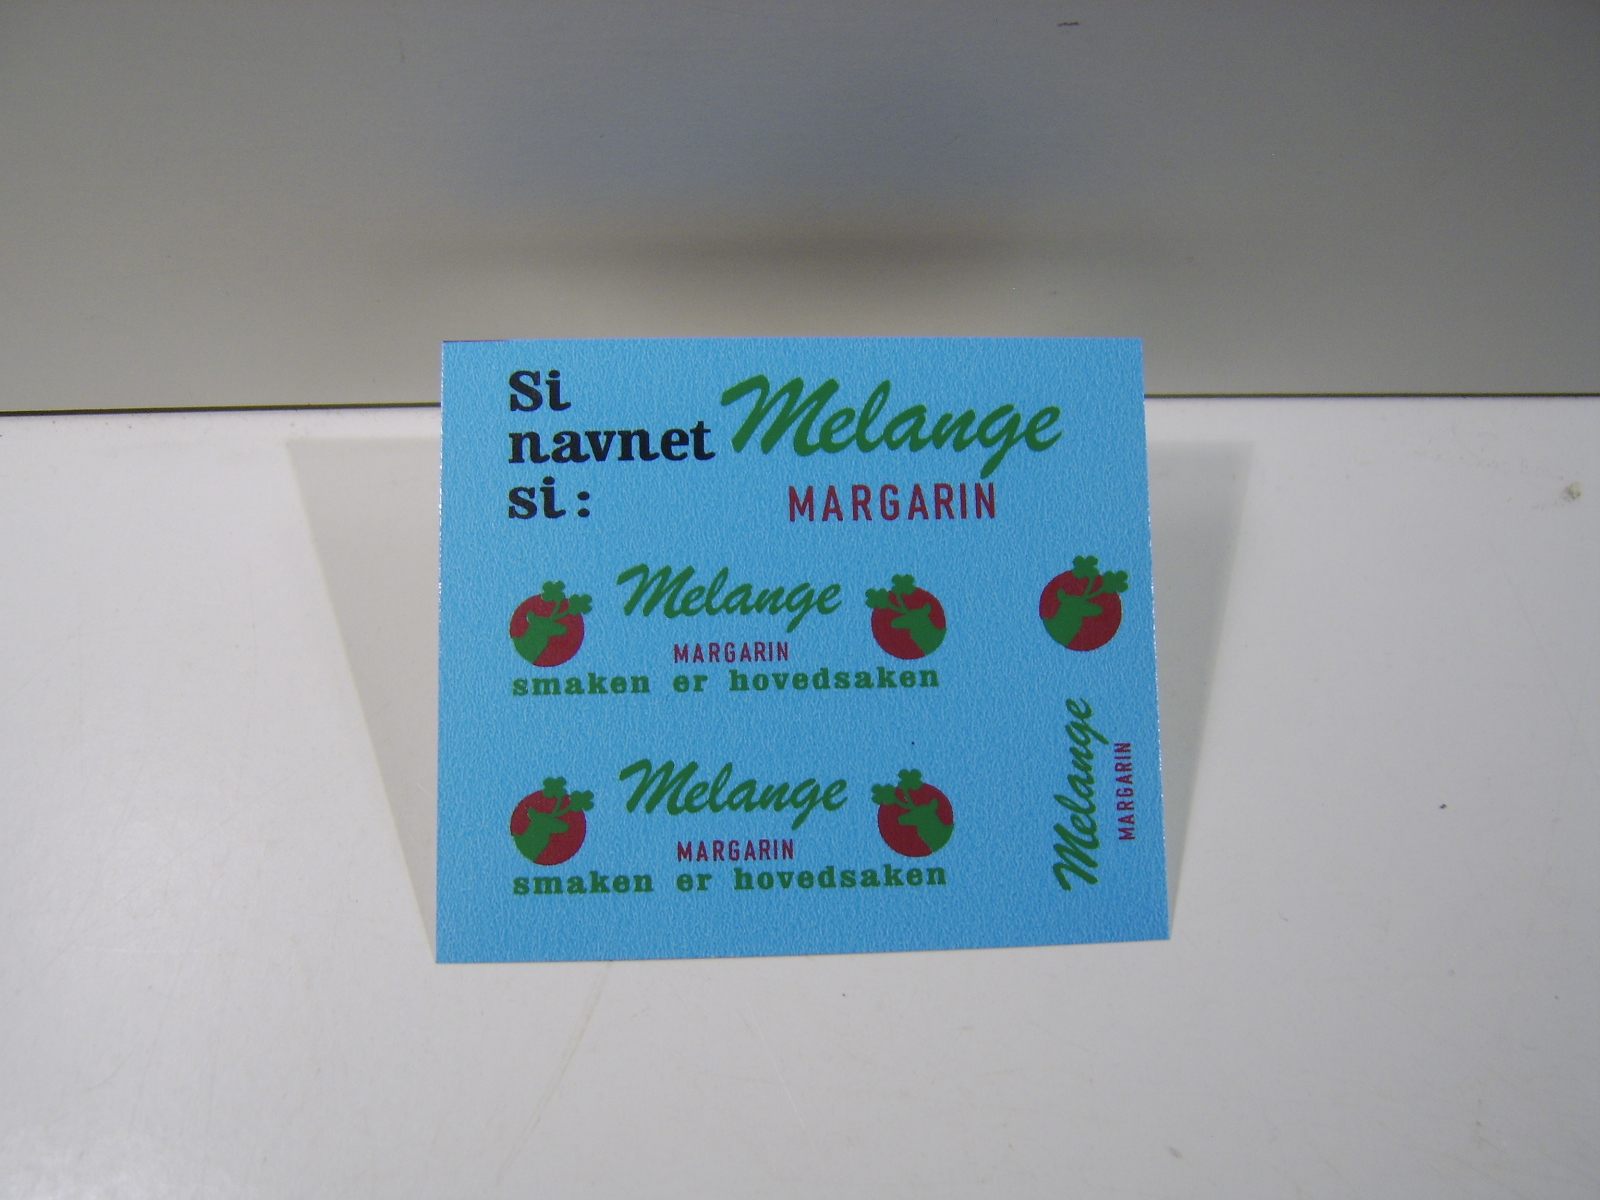 Si
navnet Melange
si:
MARGARIN
Melange
MARGARIN
smaken er hovedsaken
Melange
MARGARIN
smaken er hovedsaken
Melange
MARGARIN